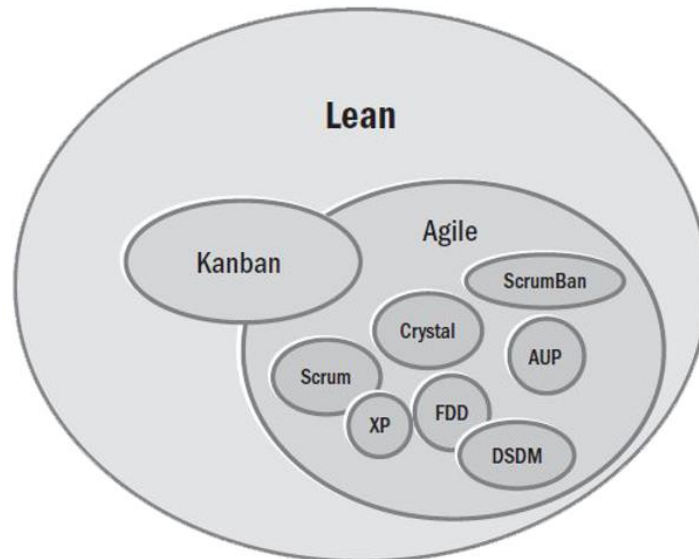 Lean
Agile
Kanban
ScrumBan
Crystal
AUP
Scrum
FDD
XP
DSDM